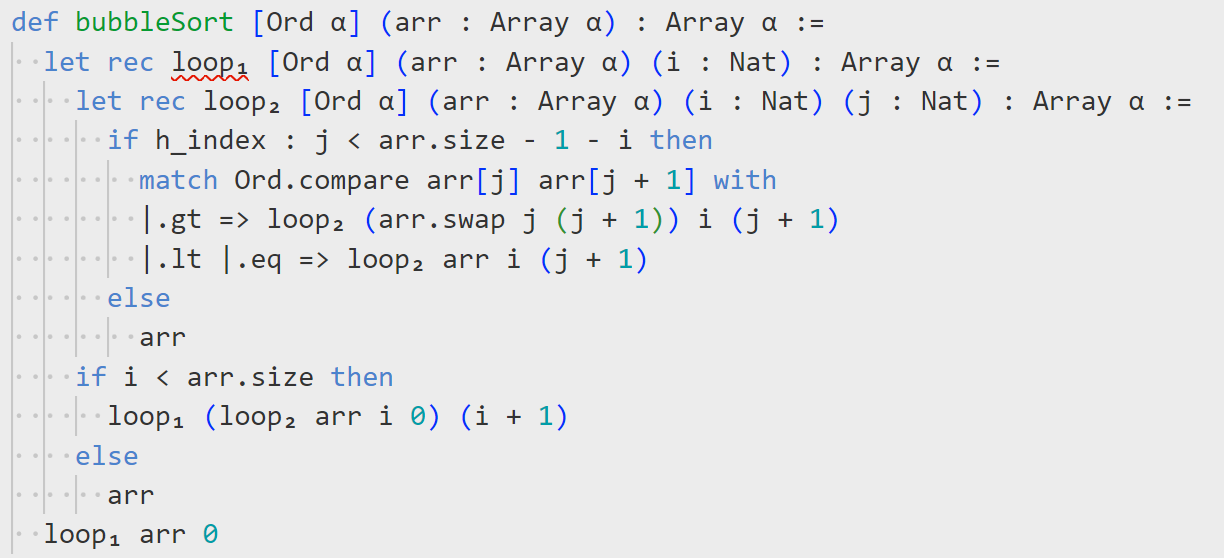 def bubbleSort [Ord α] (arr : Array α) : Array α :=
  let rec loop₁ [Ord α] (arr : Array α) (i : Nat) : Array α :=
    let rec loop₂ [Ord α] (arr : Array α) (i : Nat) (j : Nat) : Array α :=
      if h_index : j < arr.size - 1 - i then
        match Ord.compare arr[j] arr[j + 1] with
        |.gt => loop₂ (arr.swap j (j + 1)) i (j + 1)
        |.lt |.eq => loop₂ arr i (j + 1)
      else
        arr
    if i < arr.size then
      loop₁ (loop₂ arr i 0) (i + 1)
    else
      arr
  loop₁ arr 0